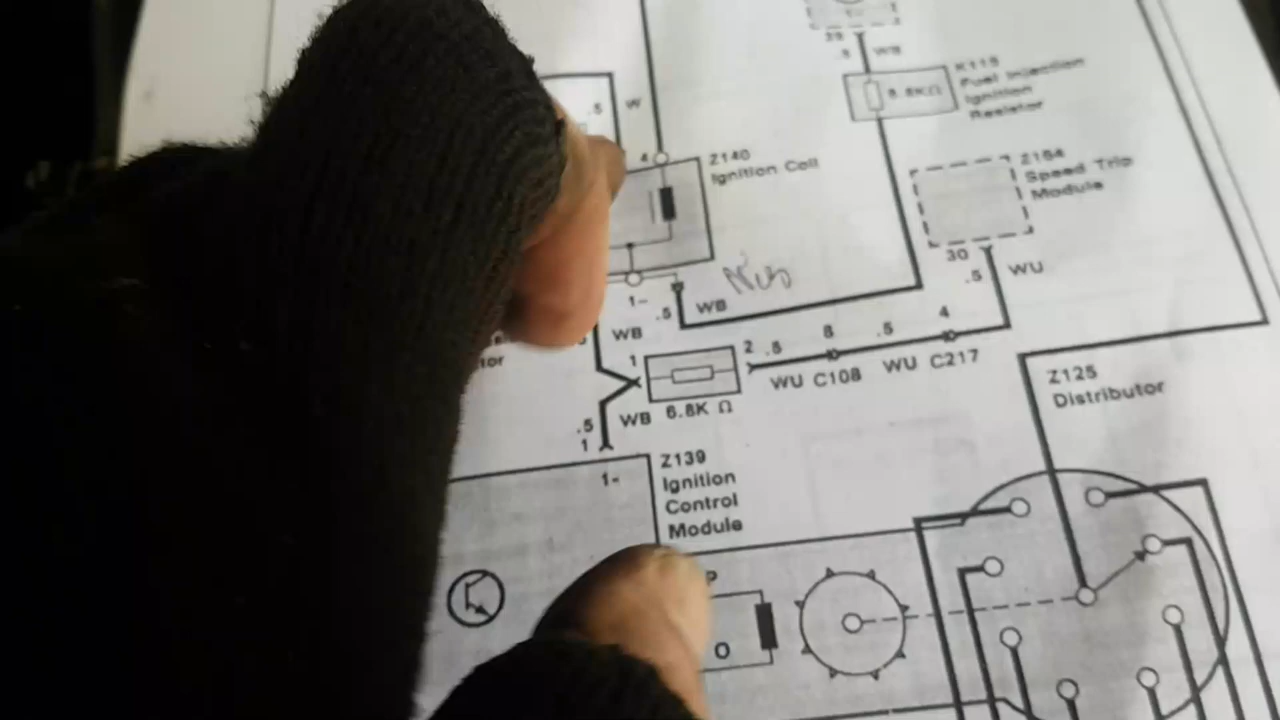 39
.5 WB
K115
Fuel Injection
Ignition
Resistor
6.8KΩ
.5 W
4
Z140
Ignition Coil
Z184
Speed Trip
Module
30
.5 WU
1-
.5 WB
WB
tor
1
2 .5 8 .5 4
WU C108 WU C217
WB 6.8K Ω
.5
1
Z125
Distributor
1-
Z139
Ignition
Control
Module
P
O